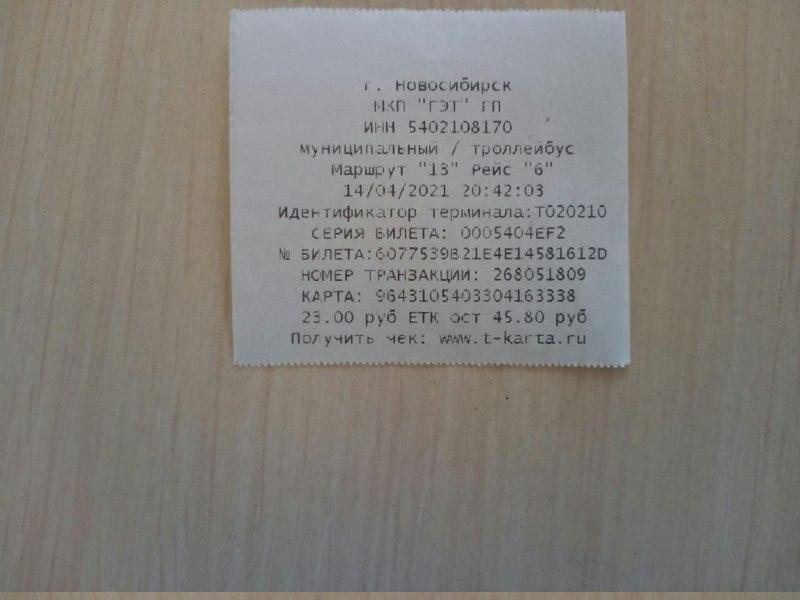 г. Новосибирск
МКП "ГЭТ" ГП
ИНН 5402108170
муниципальный / троллейбус
Маршрут "13" Рейс "6"
14/04/2021 20:42:03
Идентификатор терминала:T020210
СЕРИЯ БИЛЕТА: 0005404EF2
№ БИЛЕТА:6077539B21E4E14581612D
НОМЕР ТРАНЗАКЦИИ: 268051809
КАРТА: 9643105403304163338
23.00 руб ЕТК ост 45.80 руб
Получить чек: www.t-karta.ru